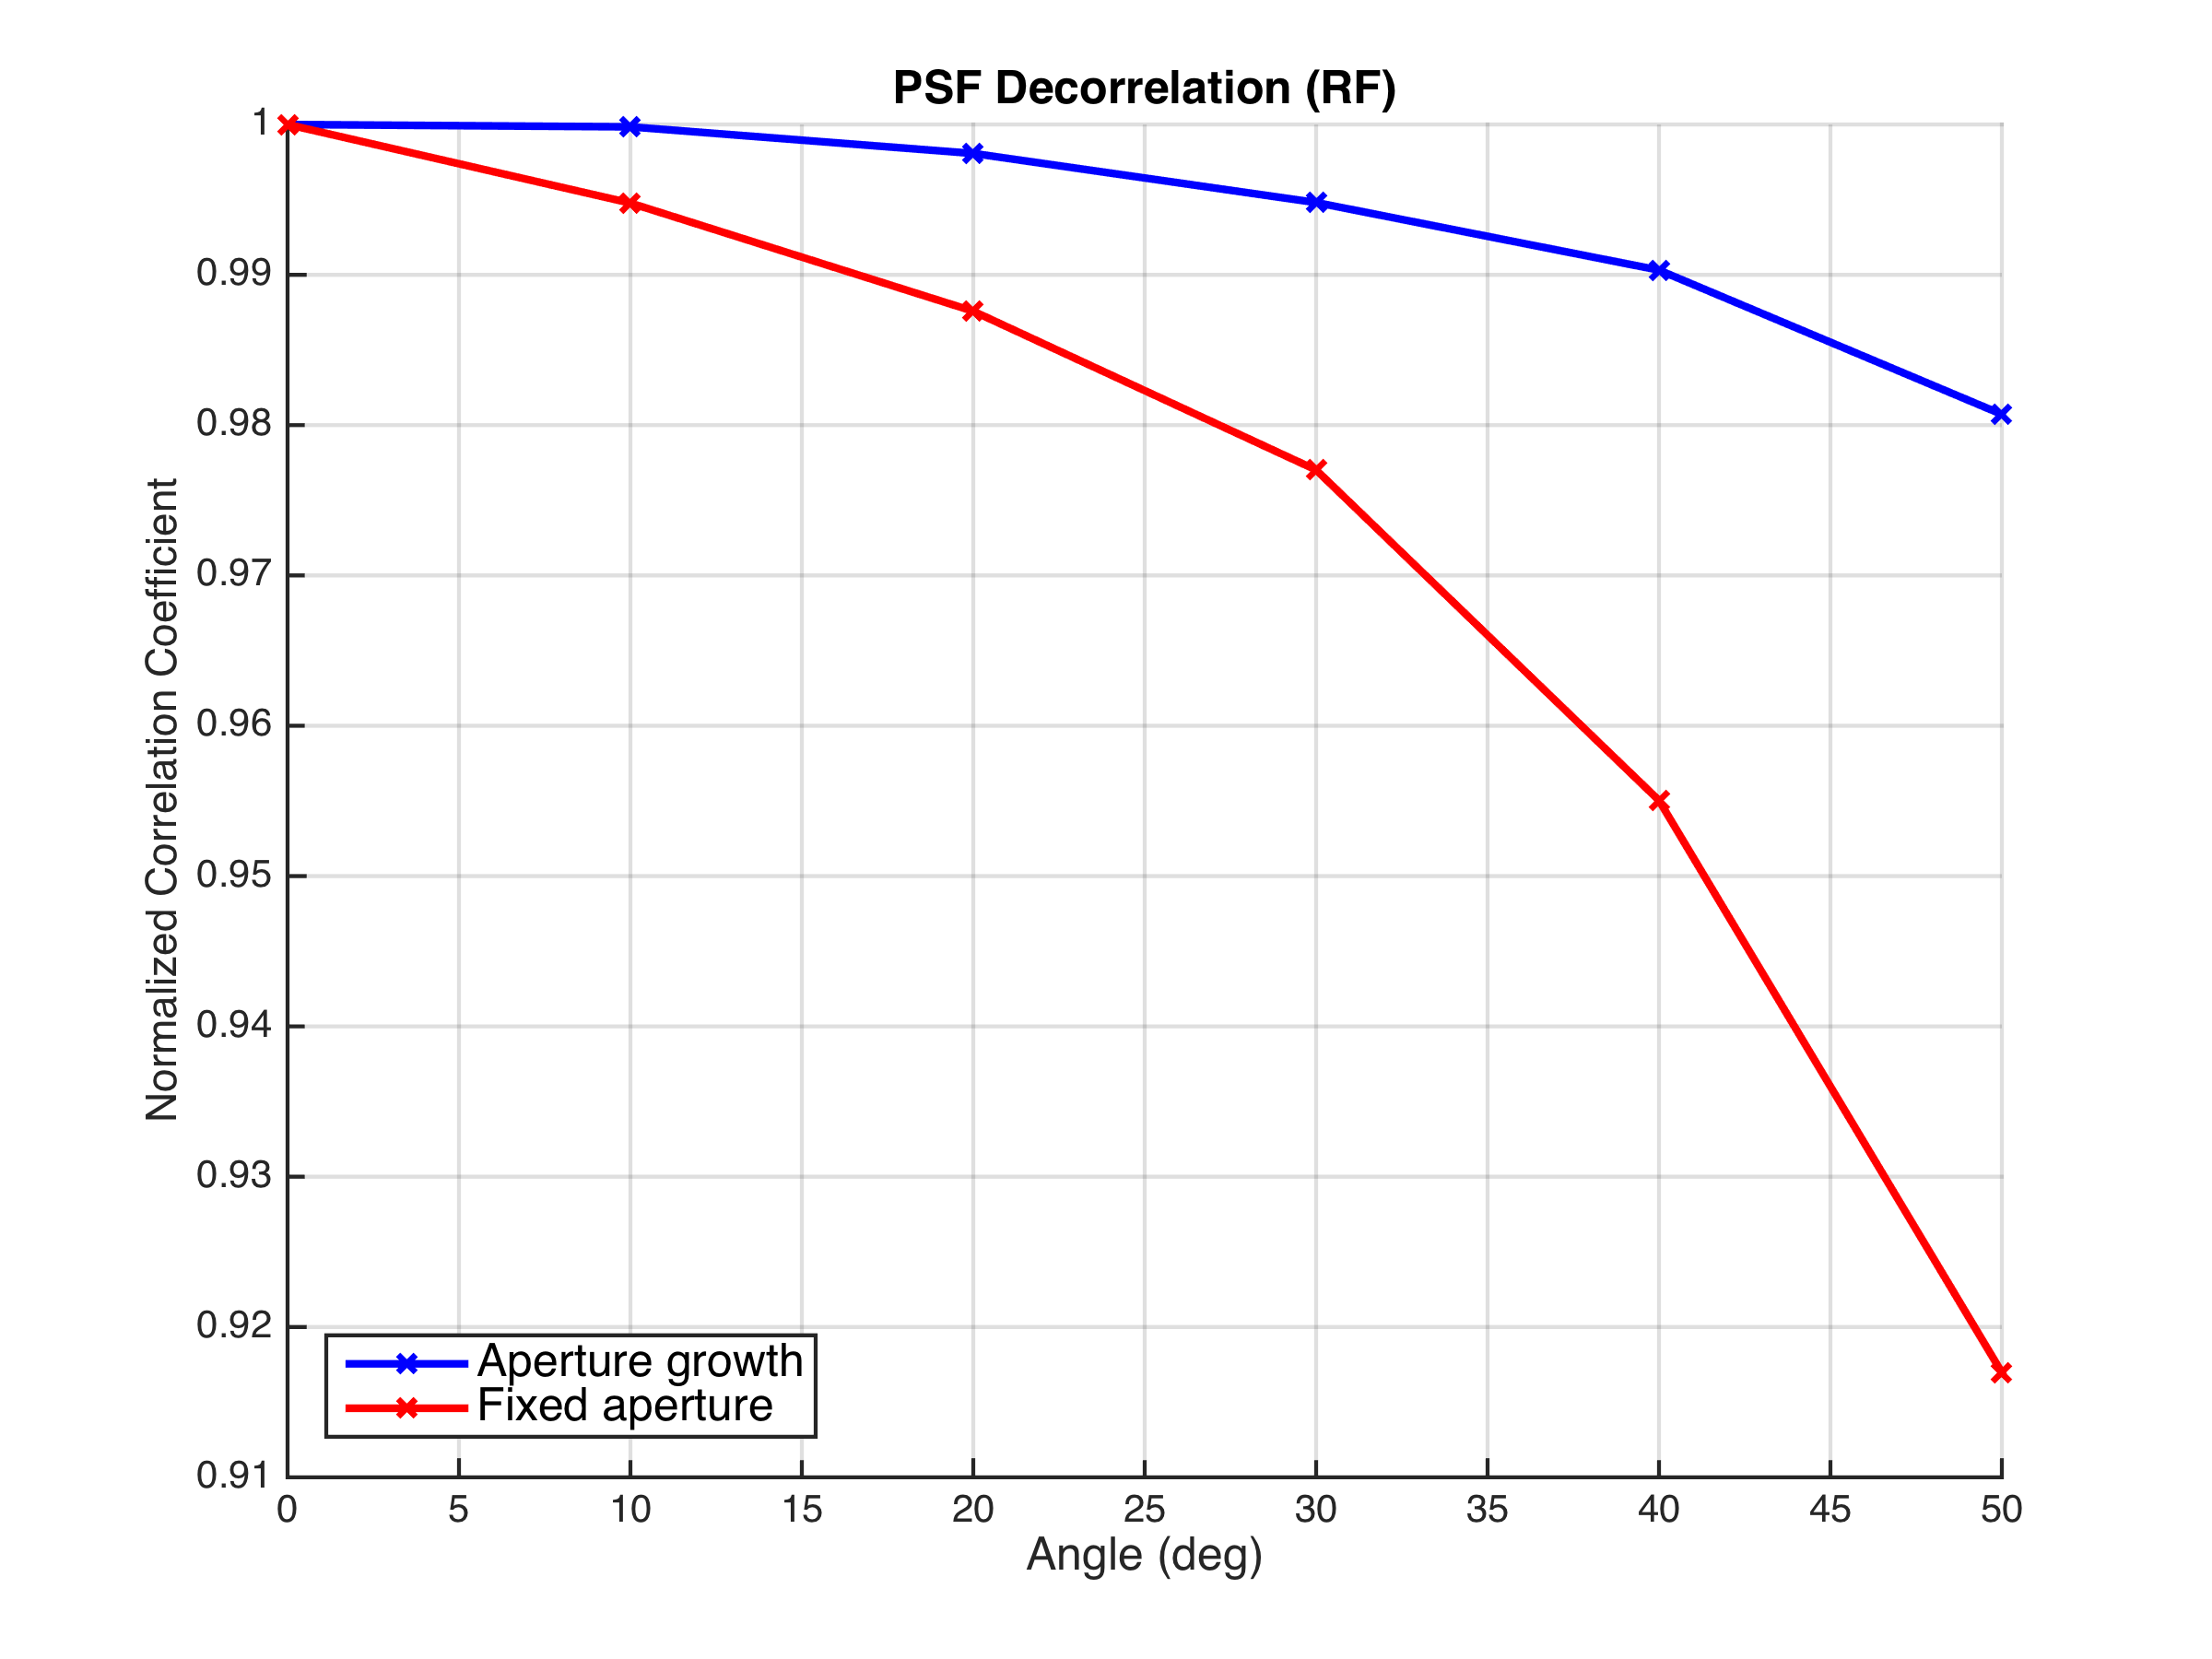 PSF Decorrelation (RF)
Normalized Correlation Coefficient
1
0.99
0.98
0.97
0.96
0.95
0.94
0.93
0.92
0.91
Aperture growth
Fixed aperture
0 5 10 15 20 25 30 35 40 45 50
Angle (deg)